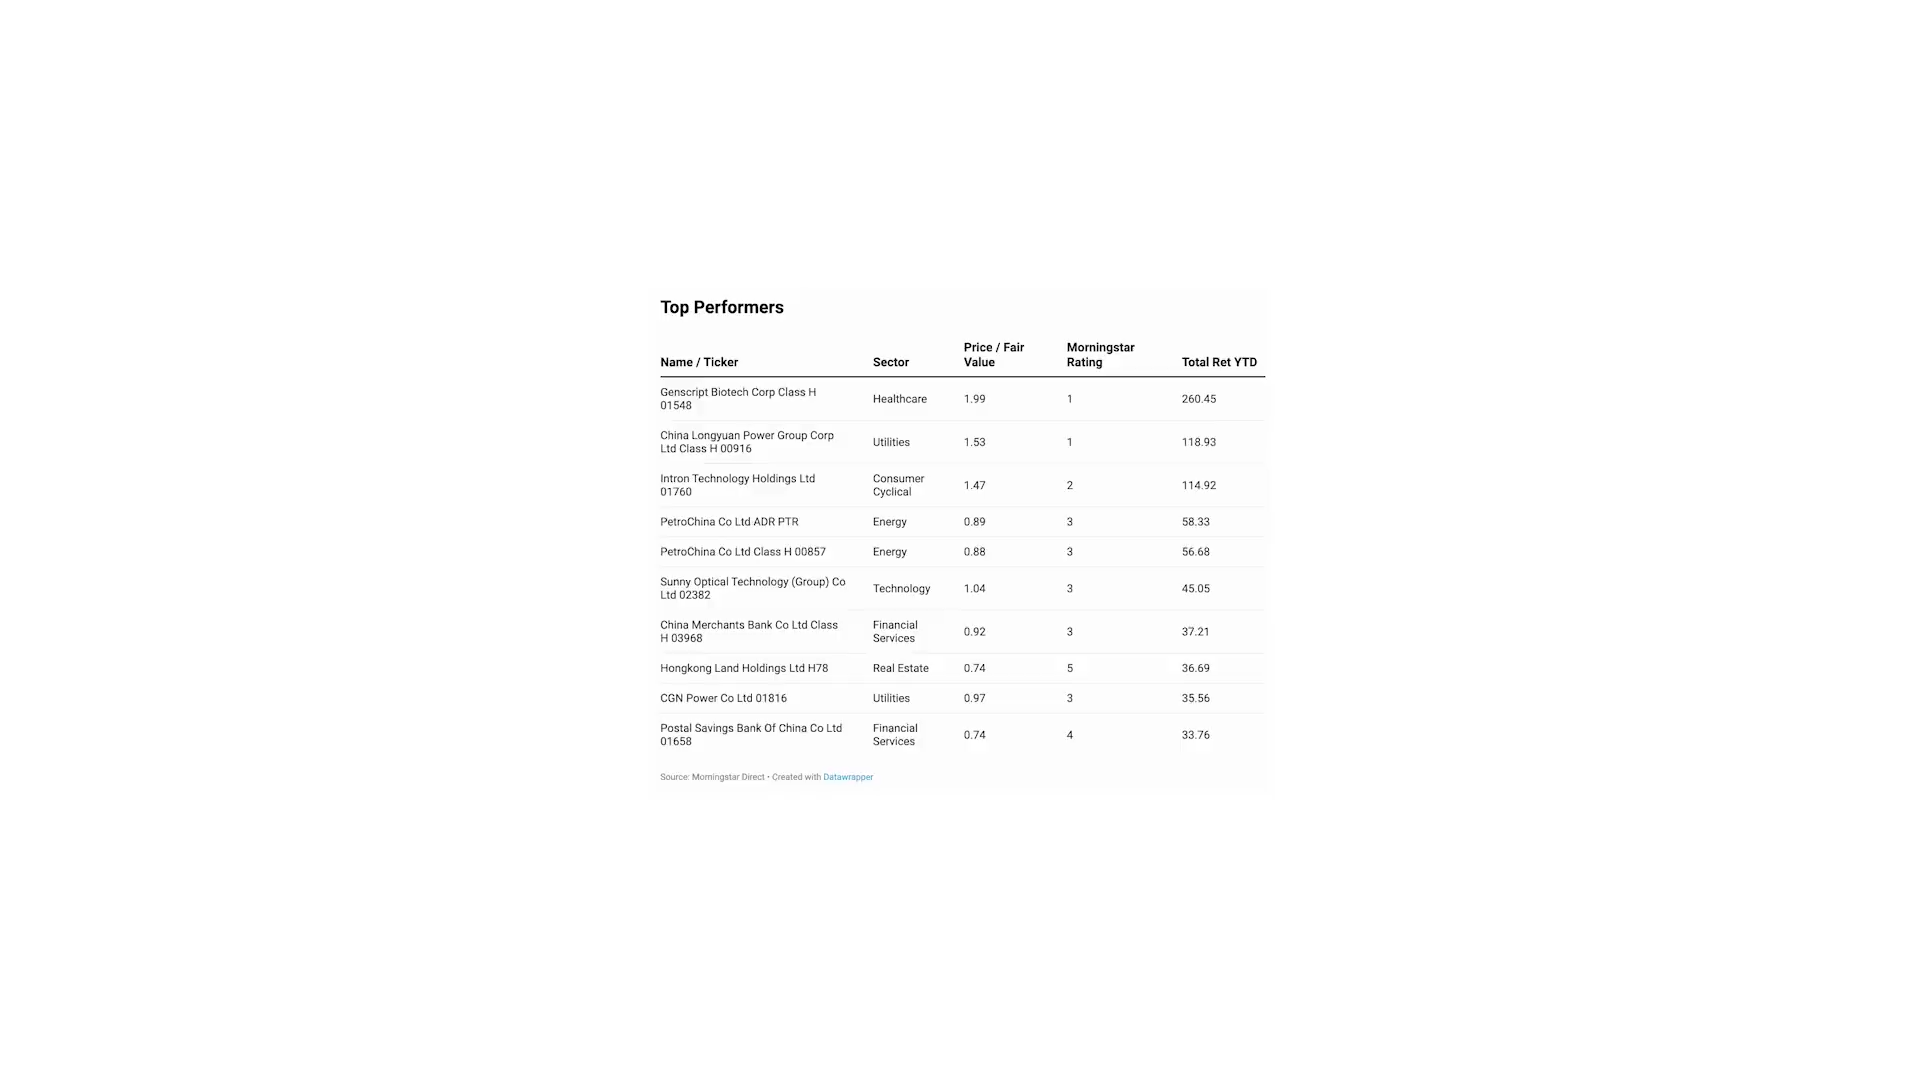 Top Performers
Name / Ticker Sector Price / Fair Value Morningstar Rating Total Ret YTD
Genscript Biotech Corp Class H 01548 Healthcare 1.99 1 260.45
China Longyuan Power Group Corp Ltd Class H 00916 Utilities 1.53 1 118.93
Intron Technology Holdings Ltd 01760 Consumer Cyclical 1.47 2 114.92
PetroChina Co Ltd ADR PTR Energy 0.89 3 58.33
PetroChina Co Ltd Class H 00857 Energy 0.88 3 56.68
Sunny Optical Technology (Group) Co Ltd 02382 Technology 1.04 3 45.05
China Merchants Bank Co Ltd Class H 03968 Financial Services 0.92 3 37.21
Hongkong Land Holdings Ltd H78 Real Estate 0.74 5 36.69
CGN Power Co Ltd 01816 Utilities 0.97 3 35.56
Postal Savings Bank Of China Co Ltd 01658 Financial Services 0.74 4 33.76
Source: Morningstar Direct • Created with Datawrapper